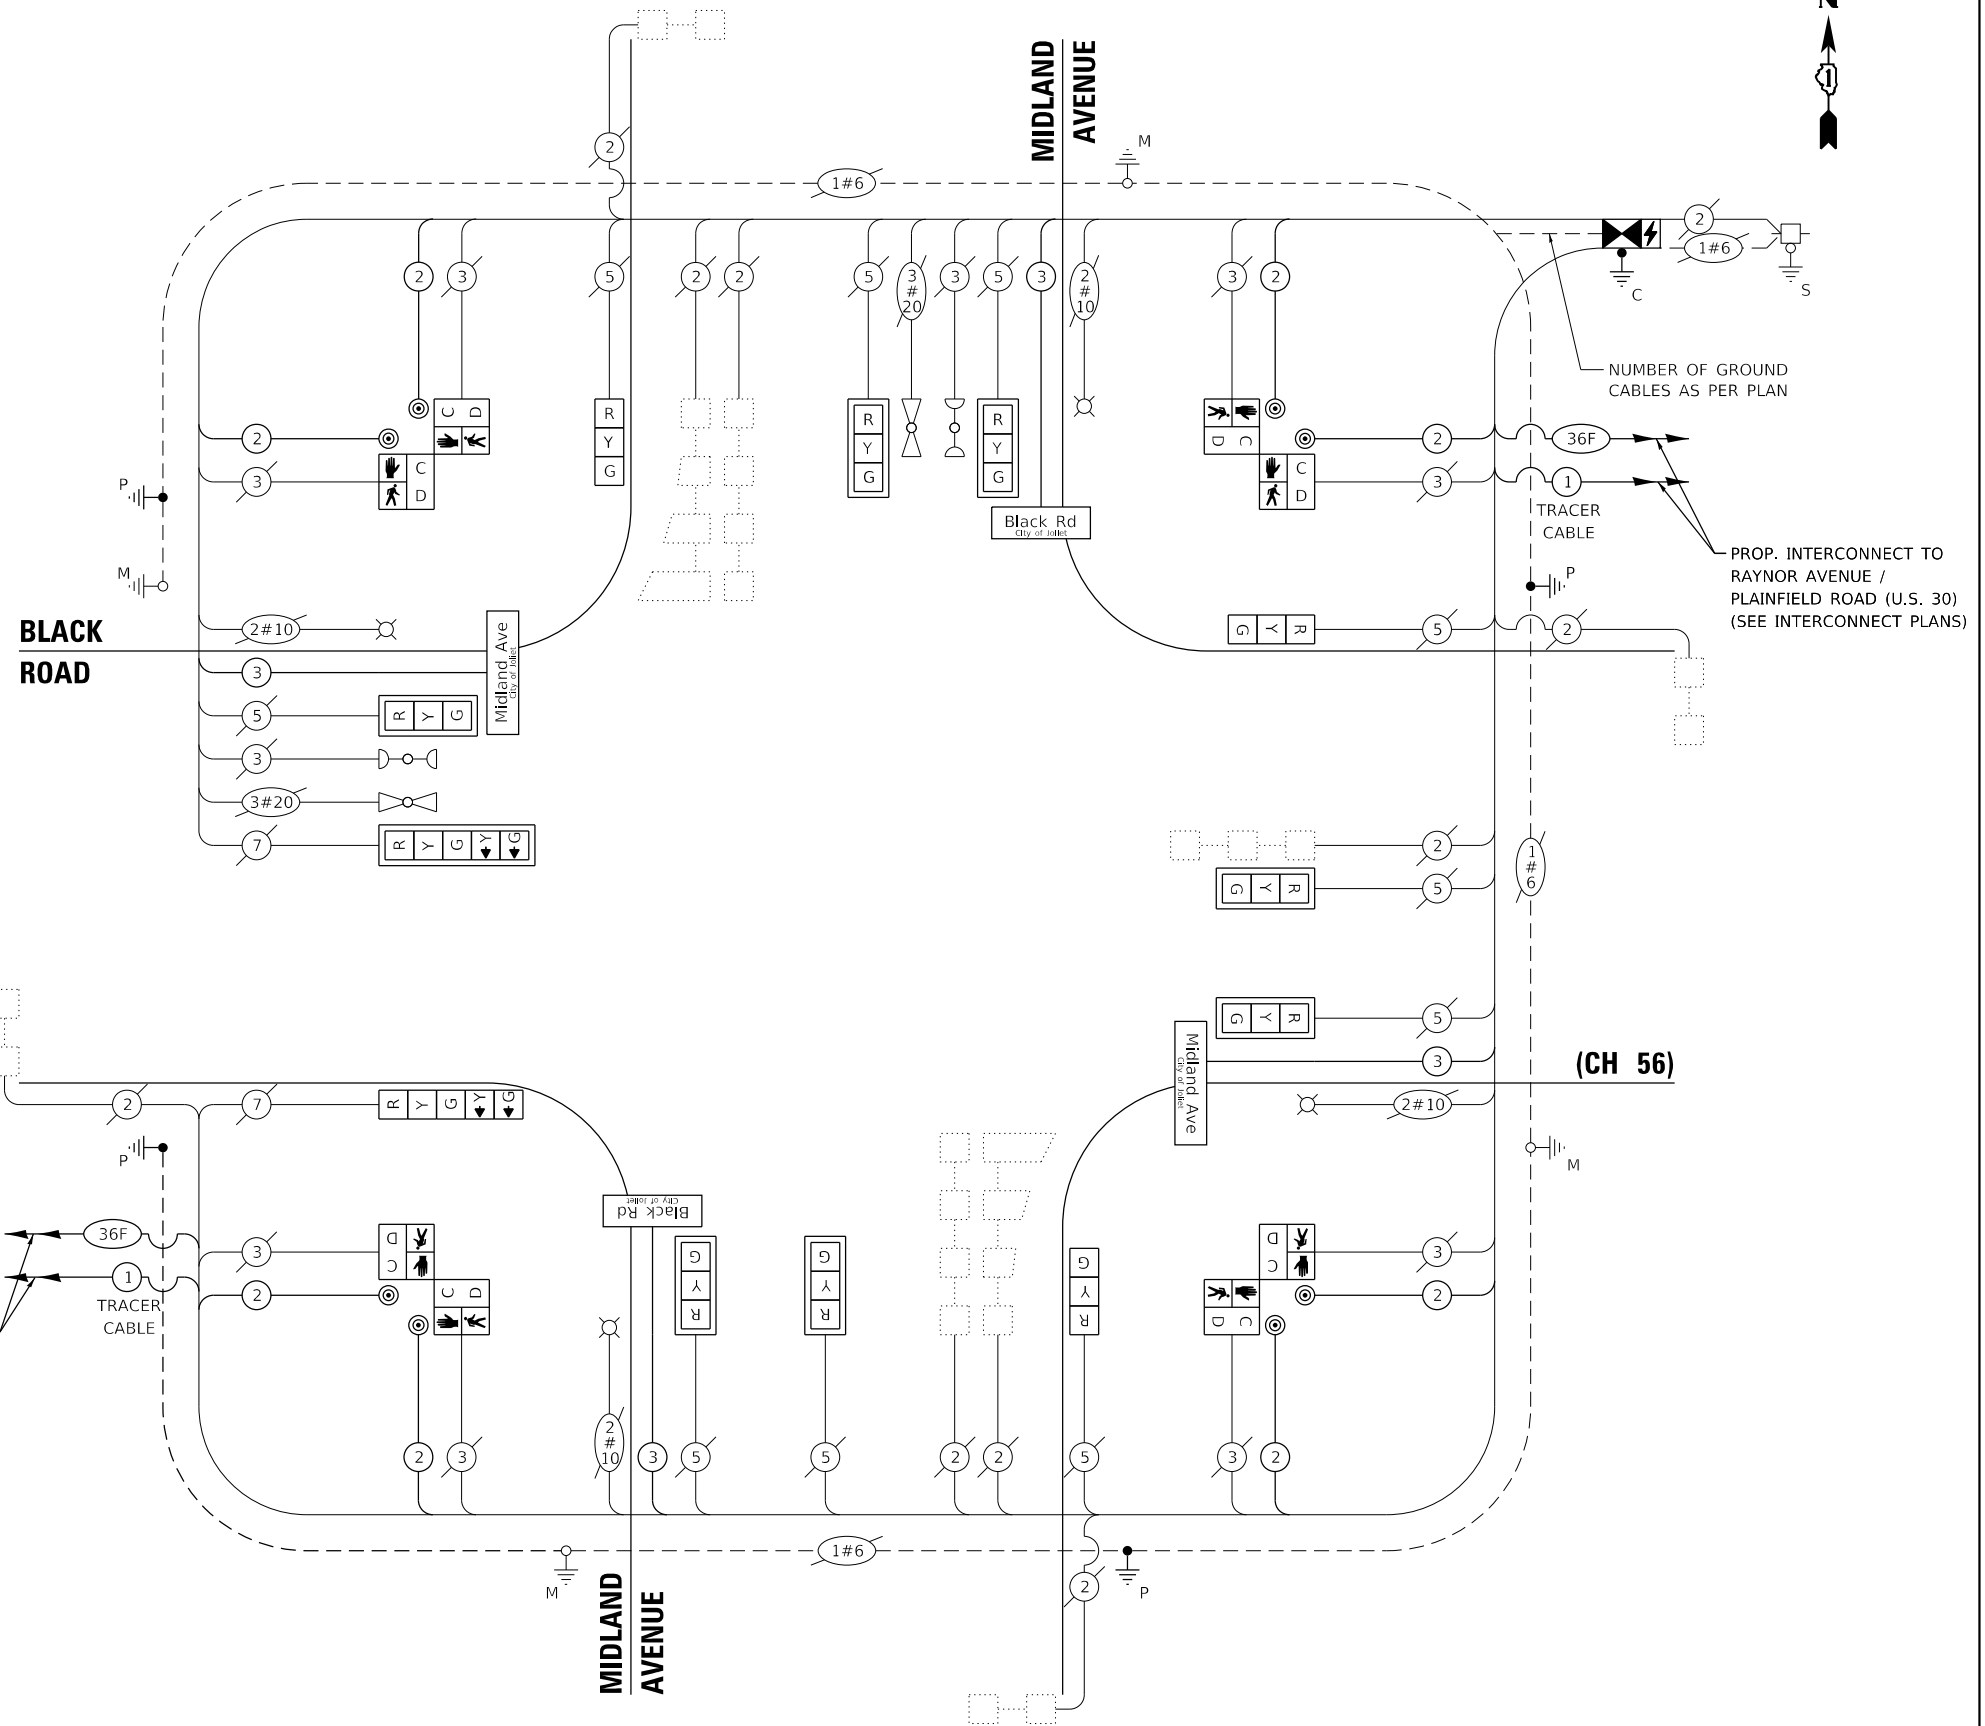 N
1
MIDLAND
AVENUE
M
2
1#6
2
1#6
S
C
2
3
5
2
2
5
3
#
20
3
5
3
2
#
10
3
2
NUMBER OF GROUND
CABLES AS PER PLAN
C D
R
Y
G
R
Y
G
R
Y
G
D C
2
2
36F
3
C
D
C
D
3
1
TRACER
CABLE
P
Black Rd
City of Joliet
PROP. INTERCONNECT TO
RAYNOR AVENUE /
PLAINFIELD ROAD (U.S. 30)
(SEE INTERCONNECT PLANS)
M
P
BLACK
ROAD
2#10
Midland Ave
City of Joliet
G Y R
5
2
3
5
R Y G
3
3#20
7
R Y G Y G
2
G Y R
5
1
#
6
G Y R
5
Midland Ave
City of Joliet
3
(CH 56)
2#10
2
7
R Y G Y G
P
M
Black Rd
City of Joliet
36F
3
D
C
1
TRACER
CABLE
2
C D
G
Y
R
G
Y
R
G
Y
R
D
C
3
D C
2
2
3
2
#
10
3
5
5
2
2
5
3
2
M
1#6
P
2
MIDLAND
AVENUE